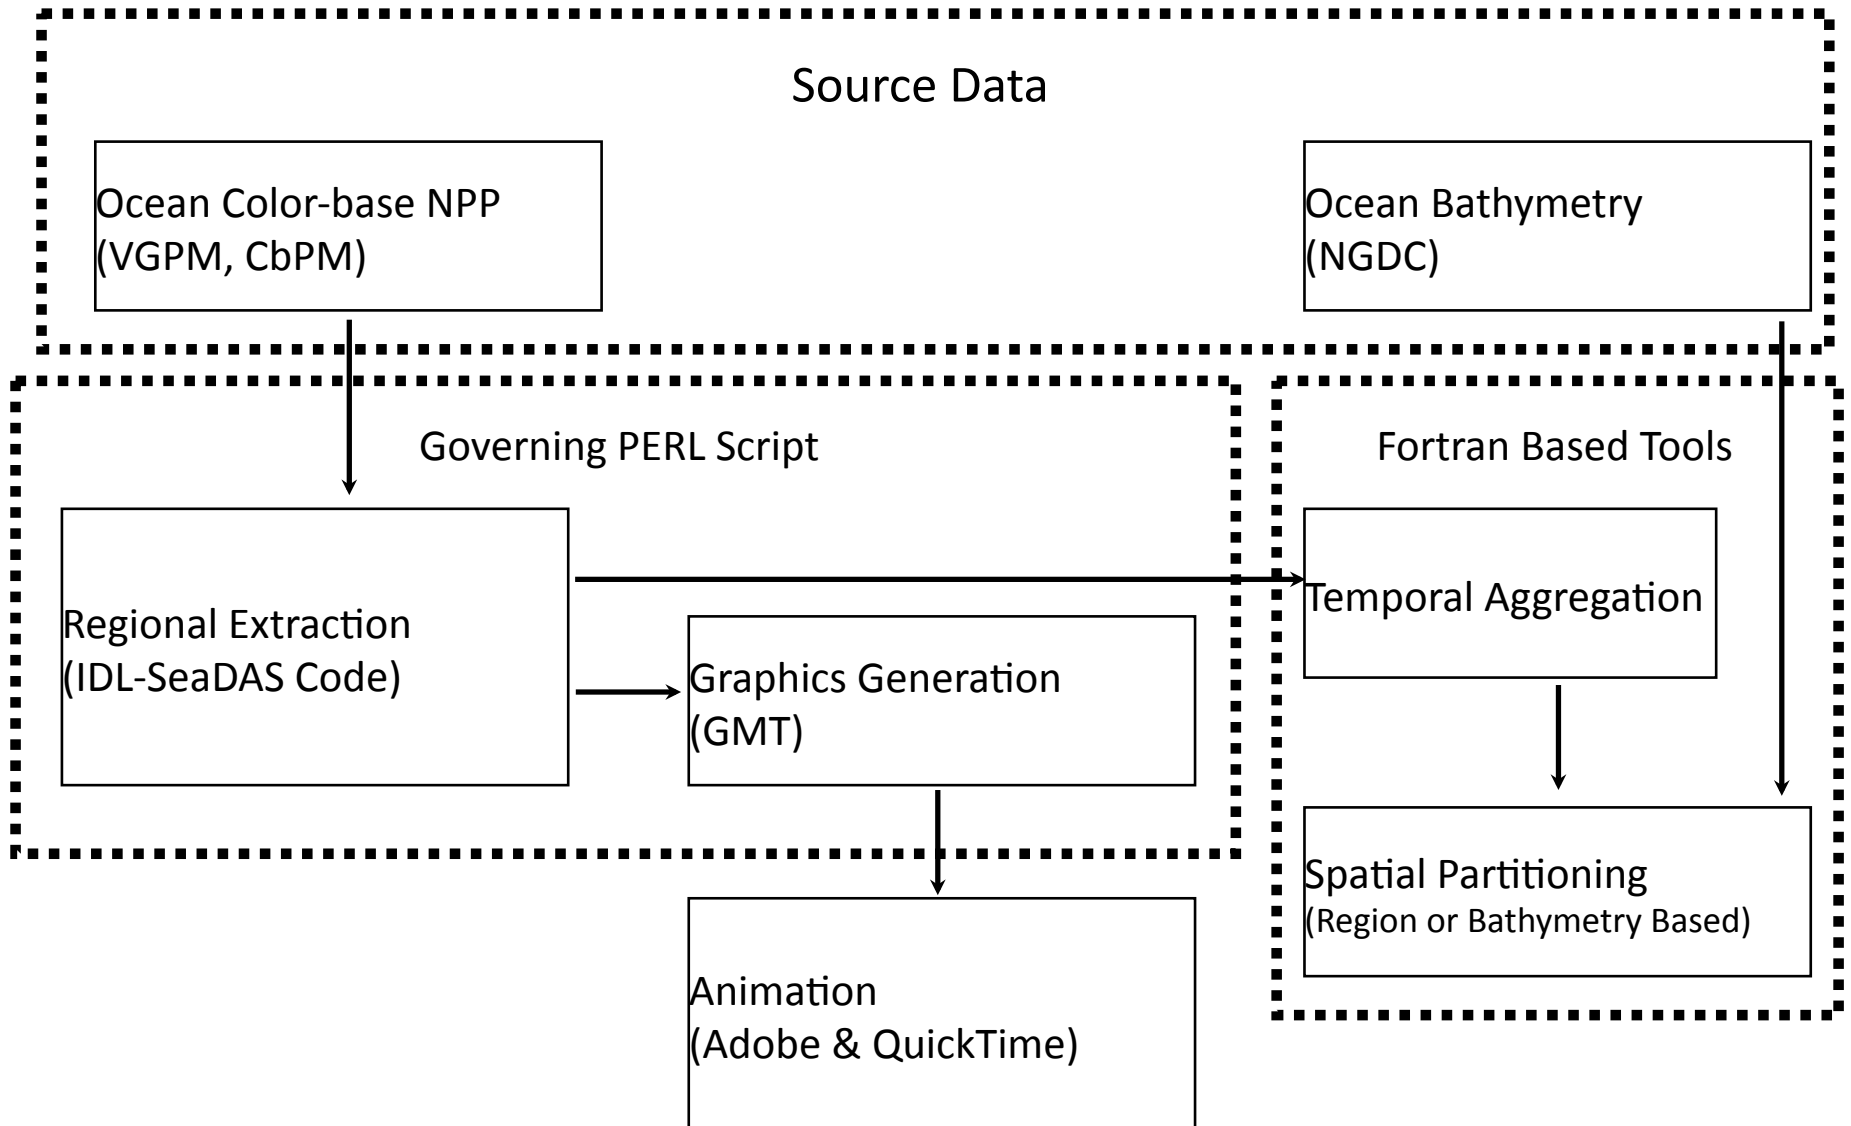 Source Data
Ocean Color-base NPP
(VGPM, CbPM)
Ocean Bathymetry
(NGDC)
Governing PERL Script
Fortran Based Tools
Regional Extraction
(IDL-SeaDAS Code)
Graphics Generation
(GMT)
Temporal Aggregation
Spatial Partitioning
(Region or Bathymetry Based)
Animation
(Adobe & QuickTime)